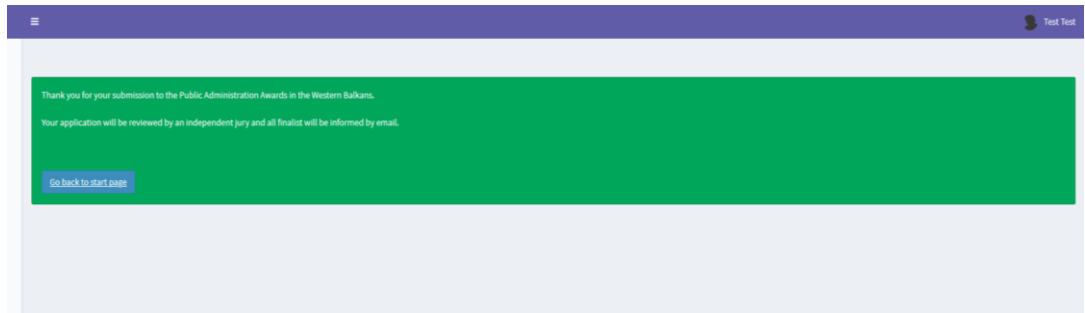 Test Test
Thank you for your submission to the Public Administration Awards in the Western Balkans.
Your application will be reviewed by an independent jury and all finalist will be informed by email.
Go back to start page